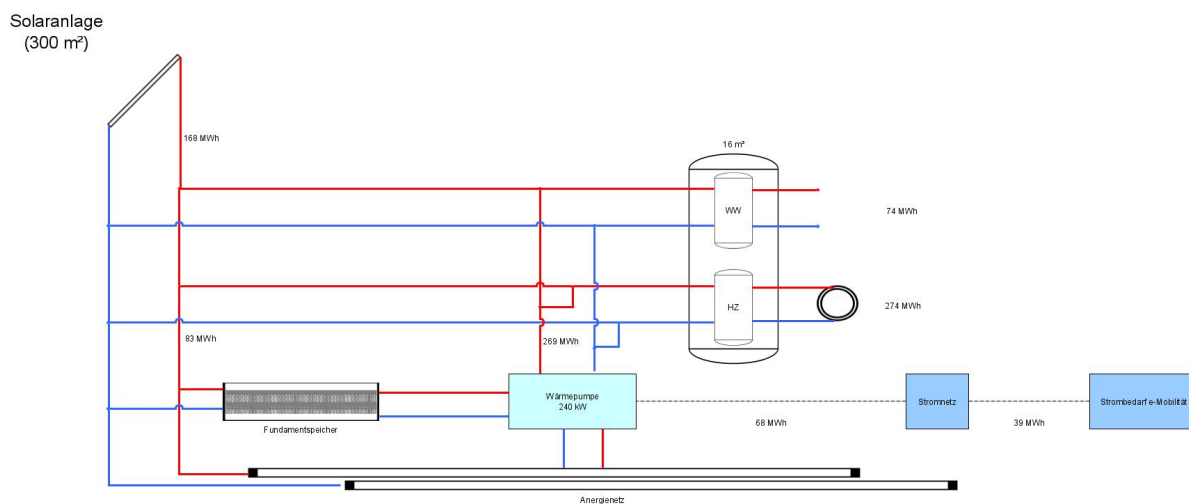 Solaranlage
(300 m²)
168 MWh
16 m³
WW
74 MWh
HZ
274 MWh
83 MWh
269 MWh
Wärmepumpe
240 kW
Stromnetz
Strombedarf e-Mobilität
Fundamentspeicher
68 MWh
39 MWh
Anergienetz